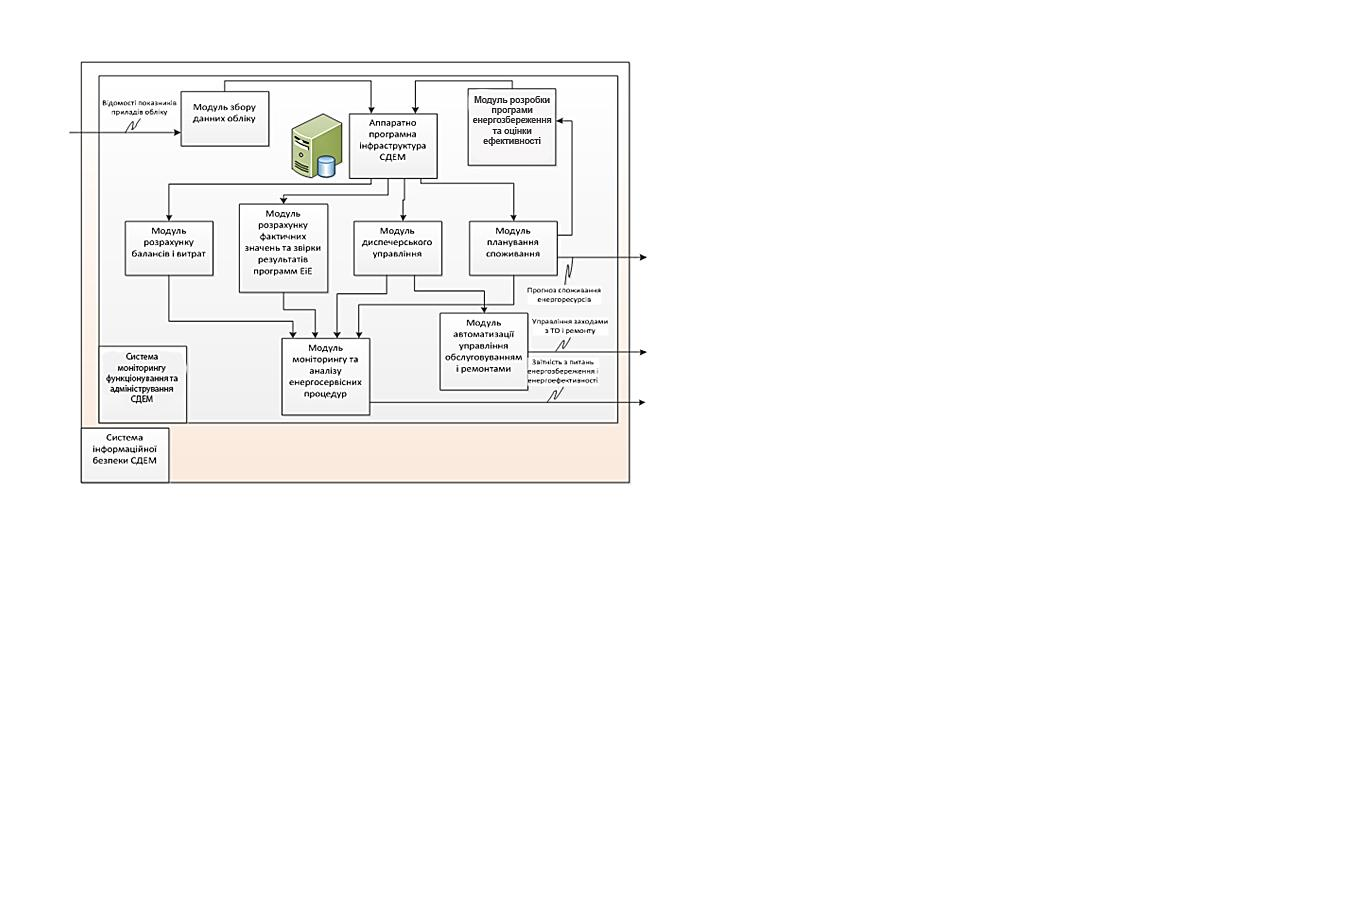 Відомості показників
приладів обліку
Модуль збору
данних обліку
Аппаратно
програмна
інфраструктура
СДЕМ
Модуль розробки
програми
енергозбереження
та оцінки
ефективності
Модуль
розрахунку
балансів і витрат
Модуль
розрахунку
фактичних
значень та звірки
результатів
программ ЕіЕ
Модуль
диспечерського
управління
Модуль
планування
споживання
Прогноз споживання
енергоресурсів
Модуль
автоматизації
управління
обслуговуванням
і ремонтами
Управління заходами
з ТО і ремонту
Звітність з питань
енергозбереження і
енергоефективності
Модуль
моніторингу та
аналізу
енергосервісних
процедур
Система
моніторингу
функціонування та
адміністрування
СДЕМ
Система
інформаційної
безпеки СДЕМ